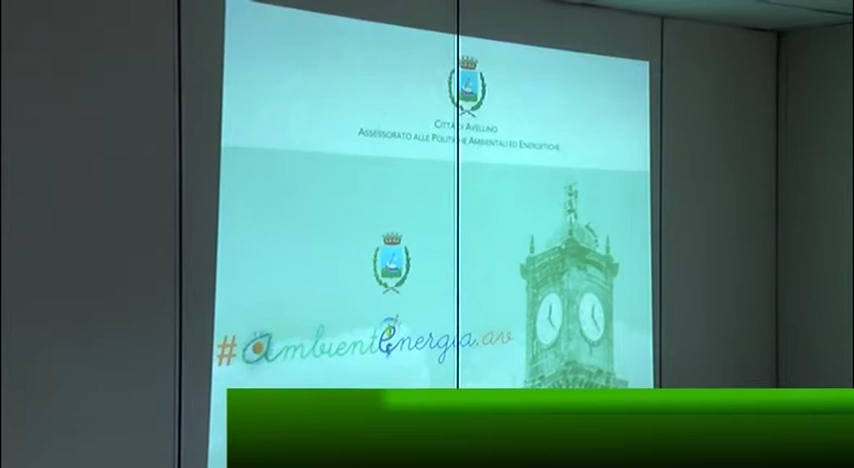 CITTÀ DI AVELLINO
ASSESSORATO ALLE POLITICHE AMBIENTALI ED ENERGETICHE
#ambientenergia.av